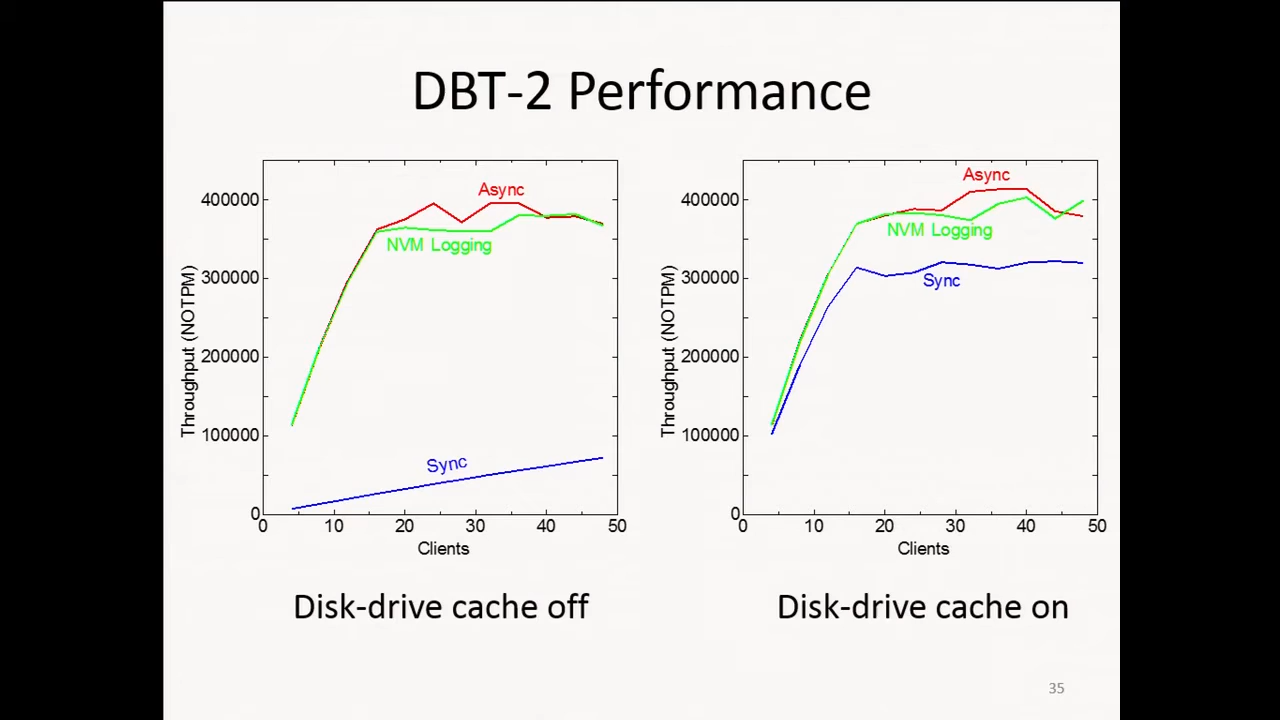 DBT-2 Performance
Throughput (NOTPM)
400000
300000
200000
100000
0
Async
NVM Logging
Sync
0 10 20 30 40 50
Clients
Disk-drive cache off
Throughput (NOTPM)
400000
300000
200000
100000
0
Async
NVM Logging
Sync
0 10 20 30 40 50
Clients
Disk-drive cache on
35